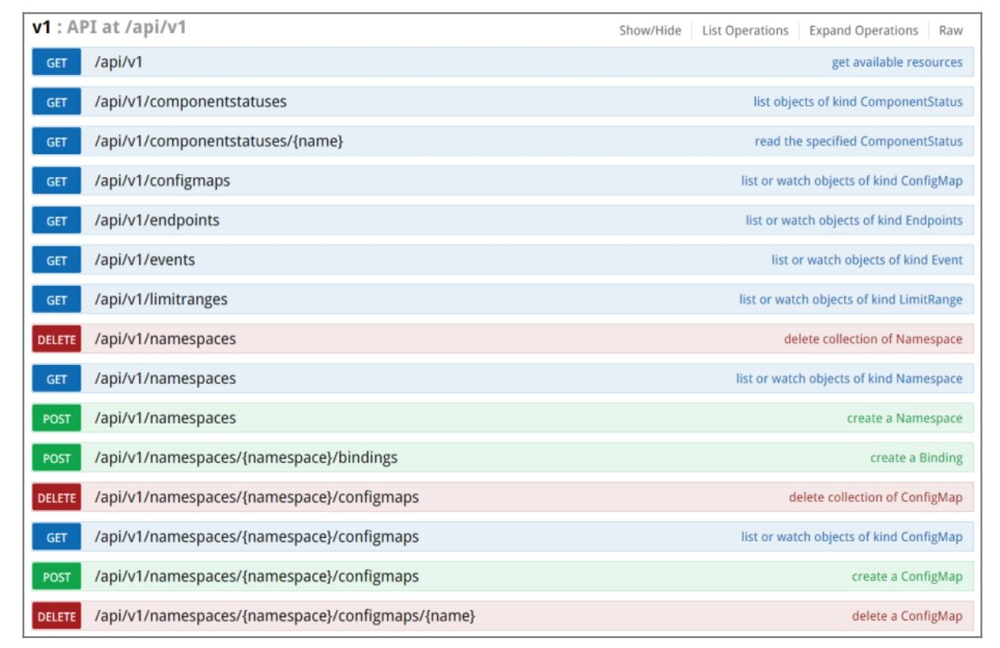 v1 : API at /api/v1 Show/Hide List Operations Expand Operations Raw
GET /api/v1 get available resources
GET /api/v1/componentstatuses list objects of kind ComponentStatus
GET /api/v1/componentstatuses/{name} read the specified ComponentStatus
GET /api/v1/configmaps list or watch objects of kind ConfigMap
GET /api/v1/endpoints list or watch objects of kind Endpoints
GET /api/v1/events list or watch objects of kind Event
GET /api/v1/limitranges list or watch objects of kind LimitRange
DELETE /api/v1/namespaces delete collection of Namespace
GET /api/v1/namespaces list or watch objects of kind Namespace
POST /api/v1/namespaces create a Namespace
POST /api/v1/namespaces/{namespace}/bindings create a Binding
DELETE /api/v1/namespaces/{namespace}/configmaps delete collection of ConfigMap
GET /api/v1/namespaces/{namespace}/configmaps list or watch objects of kind ConfigMap
POST /api/v1/namespaces/{namespace}/configmaps create a ConfigMap
DELETE /api/v1/namespaces/{namespace}/configmaps/{name} delete a ConfigMap